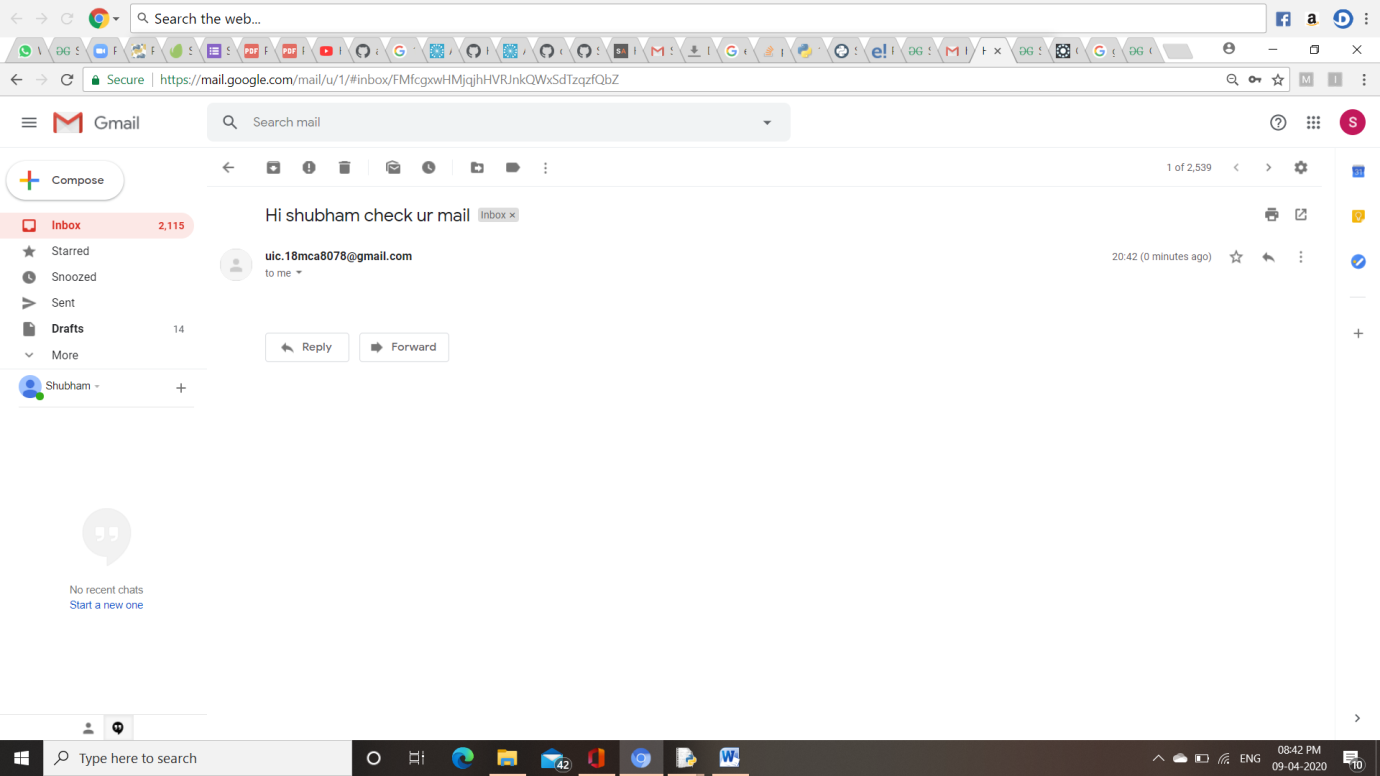 Search the web...
Secure
https://mail.google.com/mail/u/1/#inbox/FMfcgxwHMjqjhHVRJnkQWxSdTzqzfQbZ
Gmail
Search mail
S
Compose
1 of 2,539
Inbox 2,115
Starred
Snoozed
Sent
Drafts 14
More
Shubham
Hi shubham check ur mail Inbox x
uic.18mca8078@gmail.com
20:42 (0 minutes ago)
to me
Reply
Forward
No recent chats
Start a new one
Type here to search
42
ENG
08:42 PM
09-04-2020
10